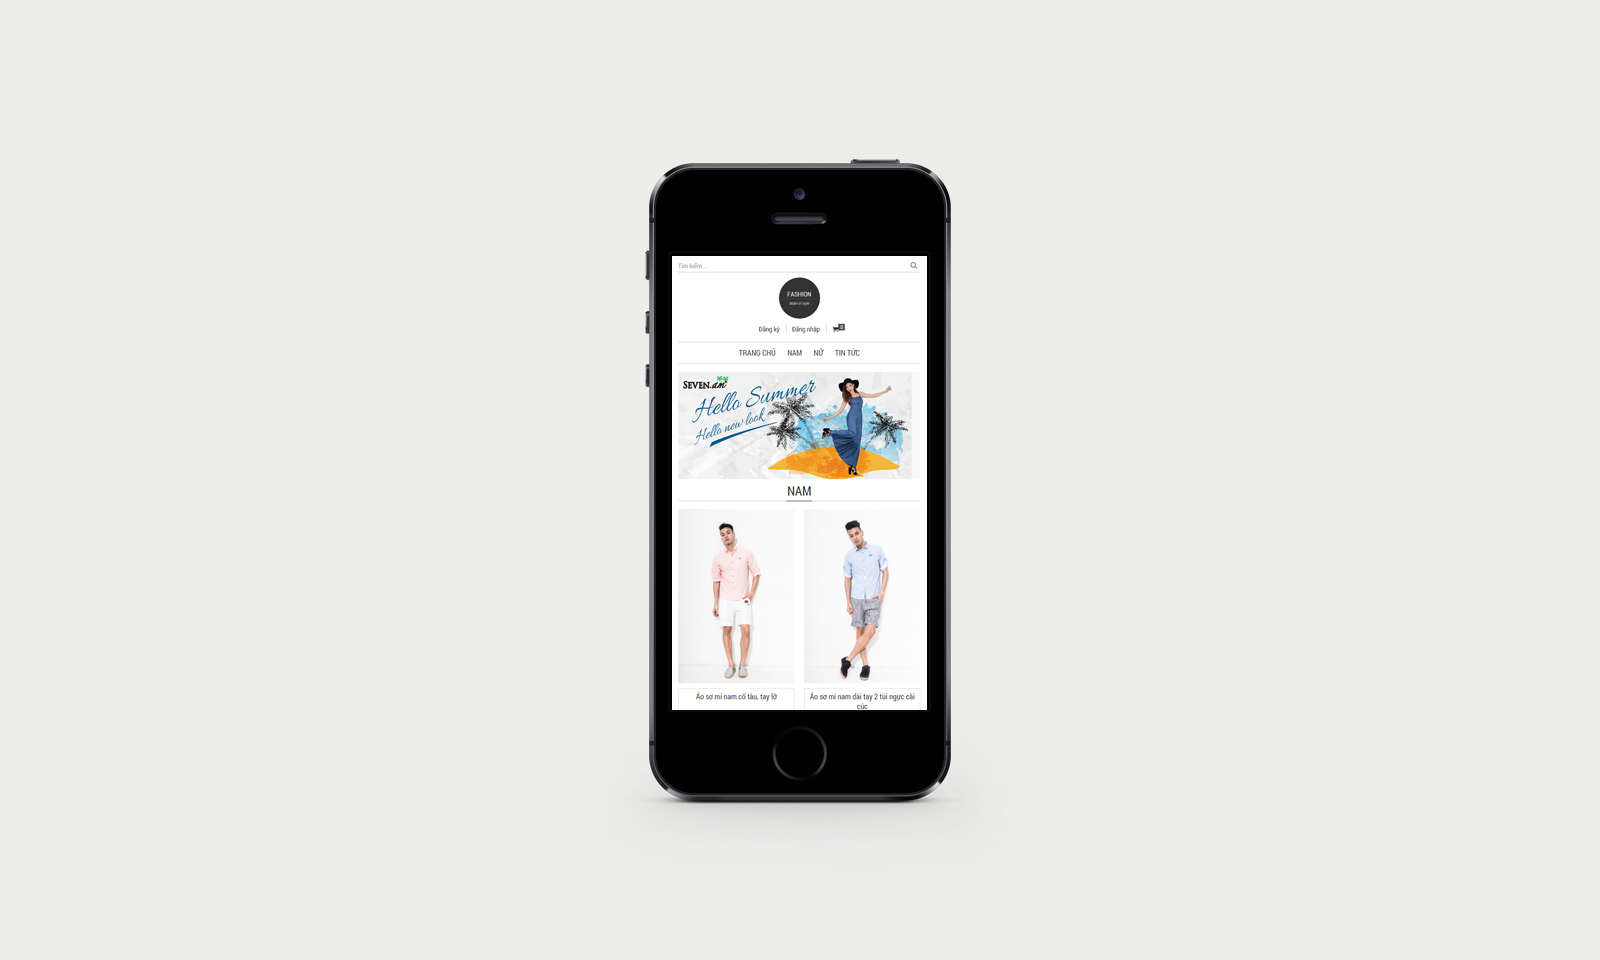 Tìm kiếm ...
FASHION
Đăng ký
Đăng nhập
0
TRANG CHỦ NAM NỮ TIN TỨC
SEVEN.am
Hello Summer
Hello new look
NAM
Áo sơ mi nam cổ tàu, tay lỡ
Áo sơ mi nam dài tay 2 túi ngực cài
cúc